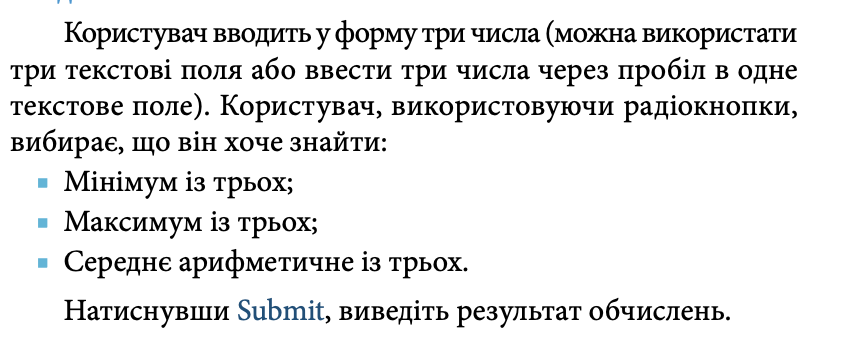 Користувач вводить у форму три числа (можна використати
три текстові поля або ввести три числа через пробіл в одне
текстове поле). Користувач, використовуючи радіокнопки,
вибирає, що він хоче знайти:
Мінімум із трьох;
Максимум із трьох;
Середнє арифметичне із трьох.
Натиснувши Submit, виведіть результат обчислень.